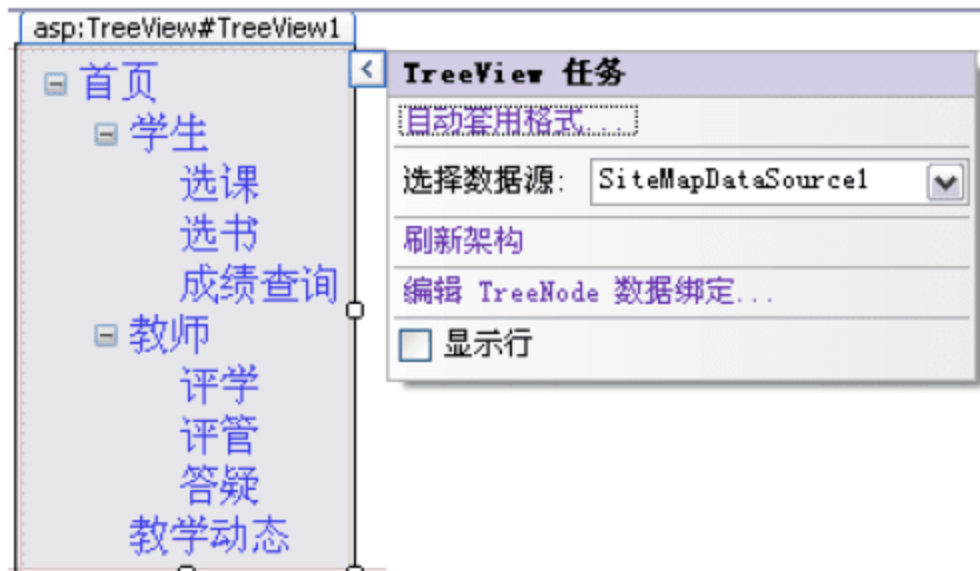 asp:TreeView#TreeView1
首页
学生
选课
选书
成绩查询
教师
评学
评管
答疑
教学动态
TreeView 任务
自动套用格式...
选择数据源: SiteMapDataSource1
刷新架构
编辑 TreeNode 数据绑定...
显示行